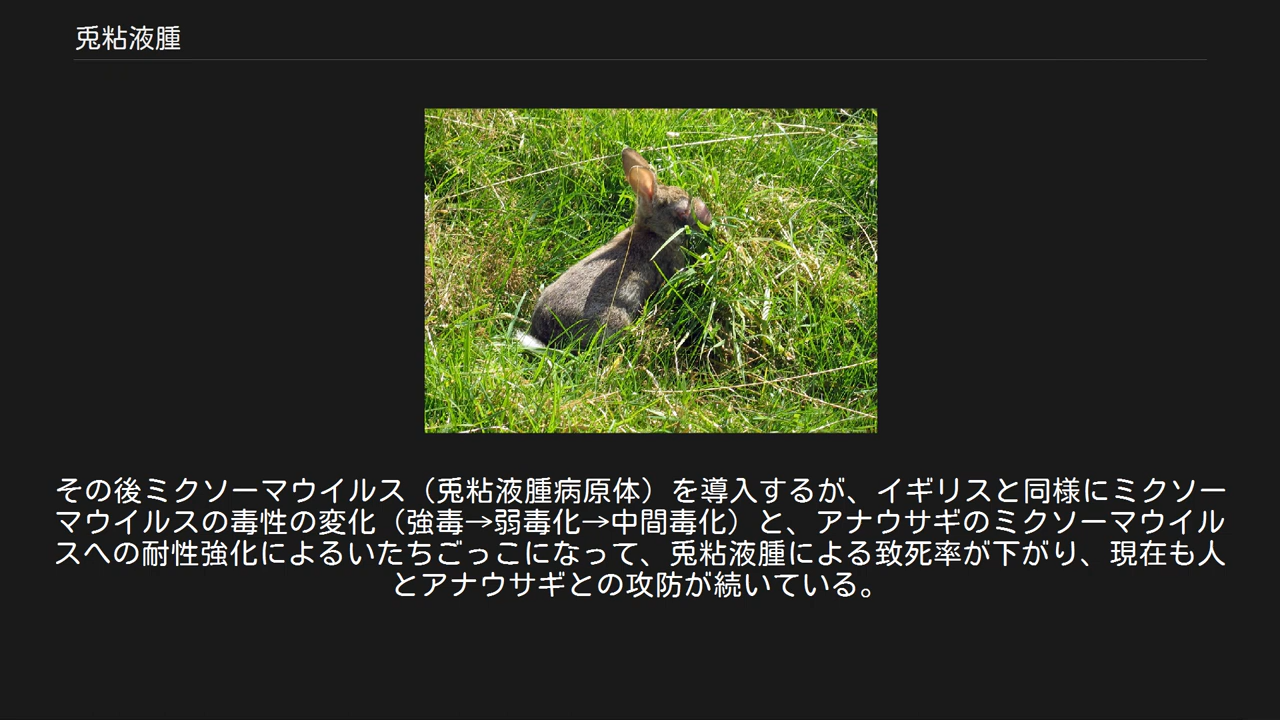 兎粘液腫
その後ミクソーマウイルス（兎粘液腫病原体）を導入するが、イギリスと同様にミクソー
マウイルスの毒性の変化（強毒→弱毒化→中間毒化）と、アナウサギのミクソーマウイル
スへの耐性強化によるいたちごっこになって、兎粘液腫による致死率が下がり、現在も人
とアナウサギとの攻防が続いている。